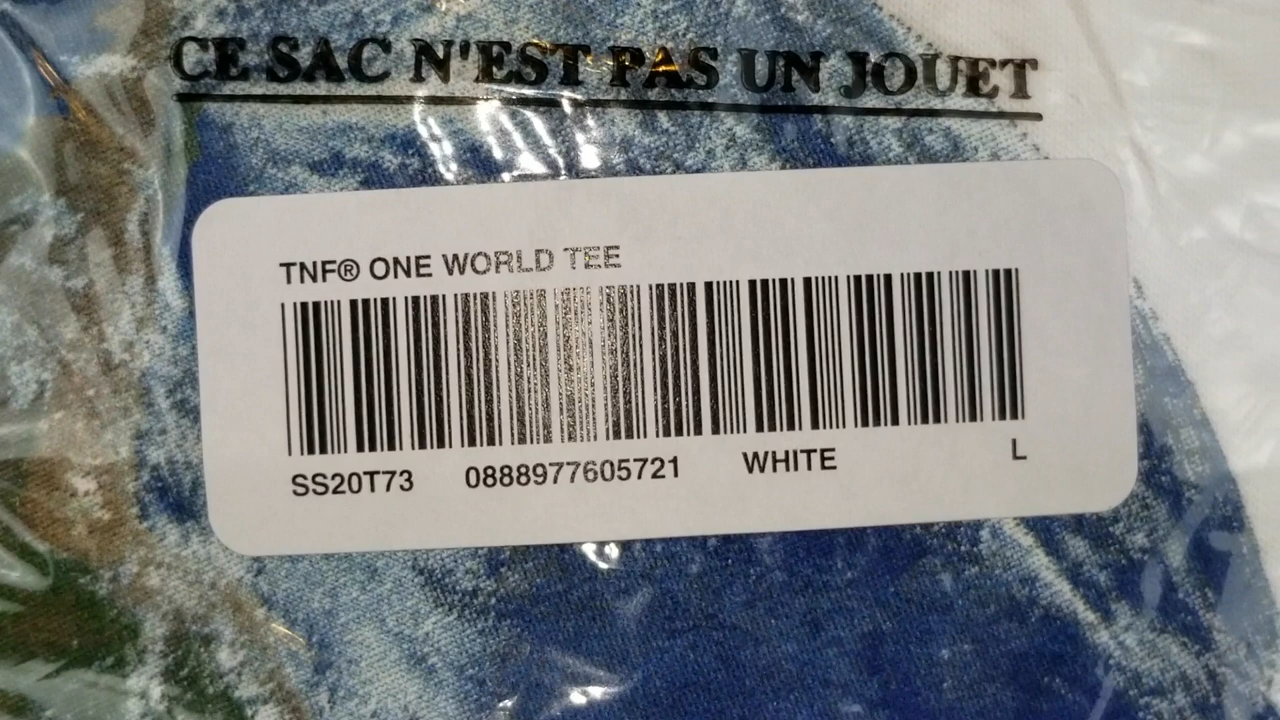 CE SAC N'EST PAS UN JOUET
TNF® ONE WORLD TEE
SS20T73 0888977605721 WHITE L